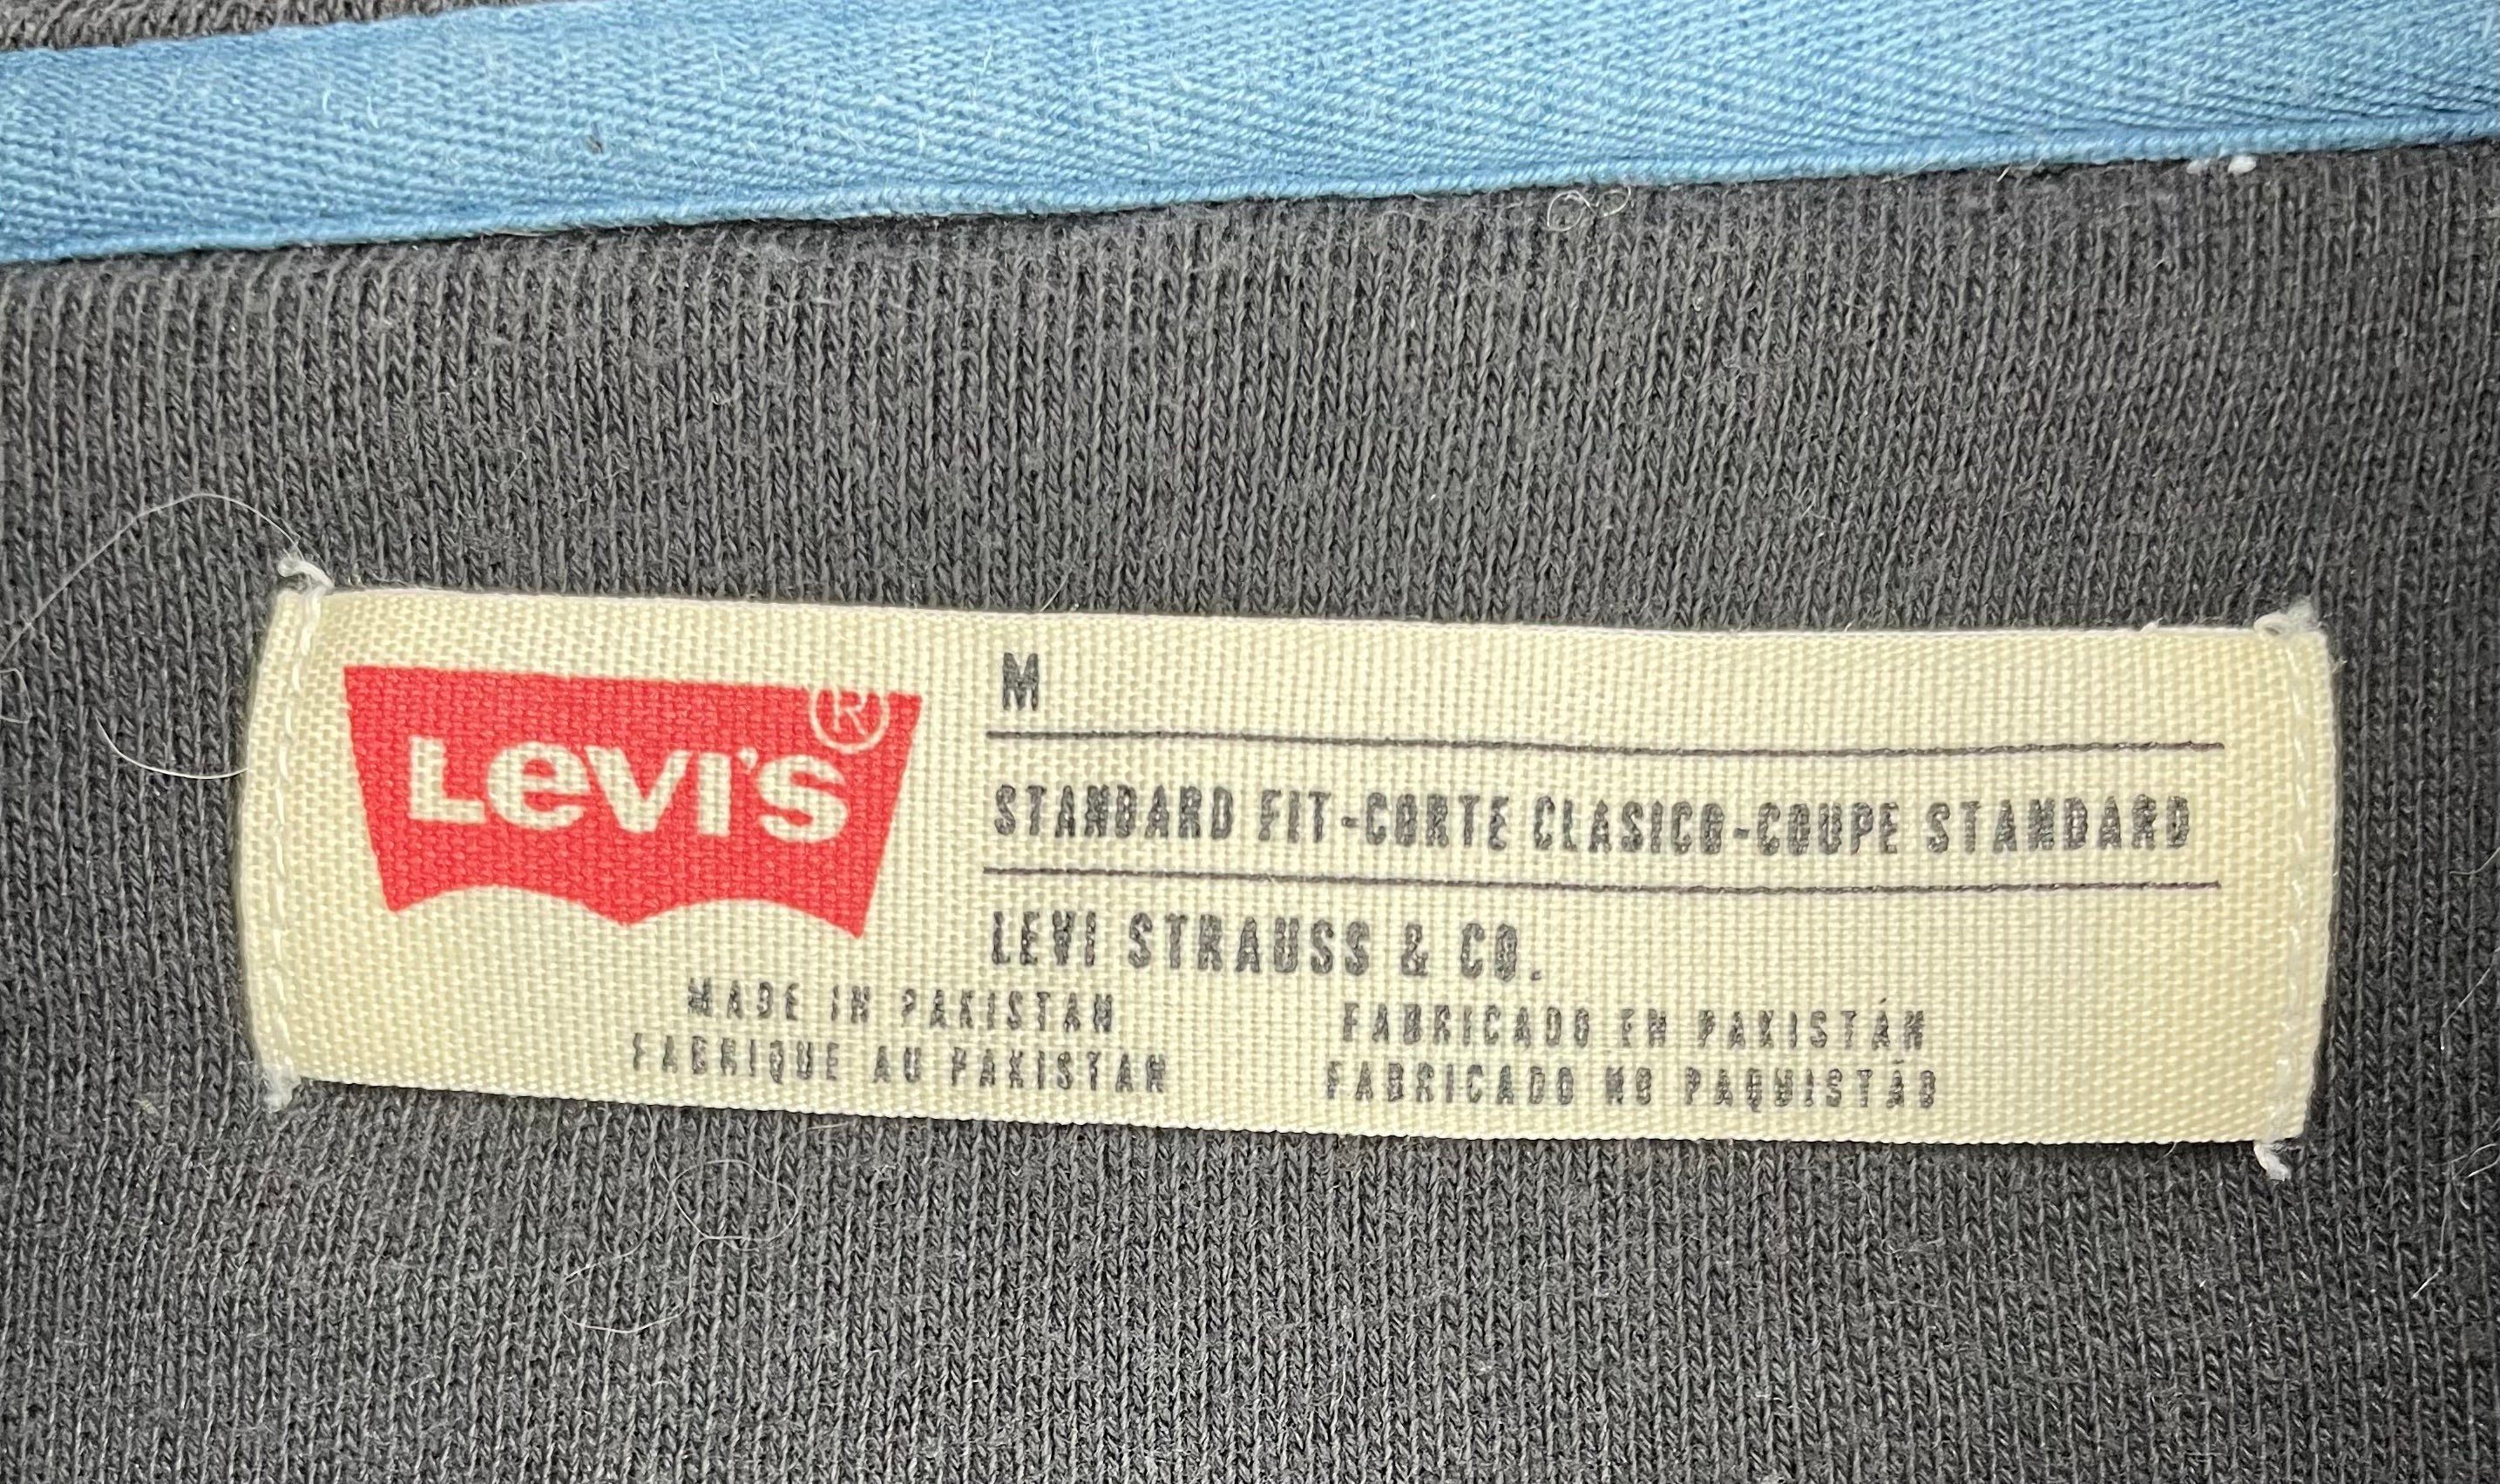 LEVI'S®
M
STANDARD FIT-CORTE CLASICO-COUPE STANDARD
LEVI STRAUSS & CO.
MADE IN PAKISTAN
FABRIQUE AU PAKISTAN
FABRICADO EN PAKISTÁN
FABRICADO NO PAQUISTÃO